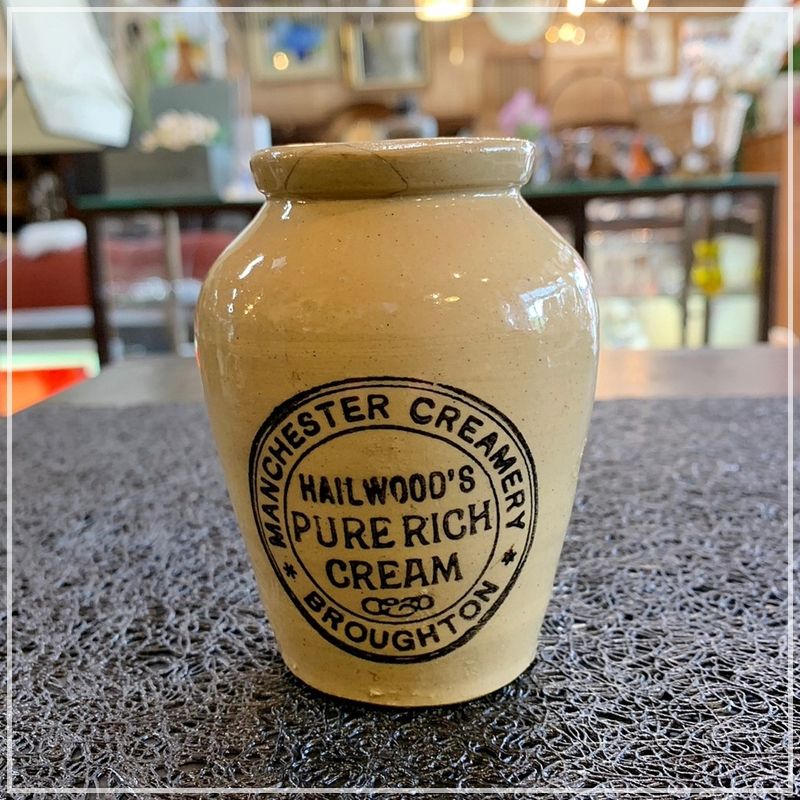 MANCHESTER CREAMERY
HAILWOOD'S
PURE RICH
CREAM
* BROUGHTON *